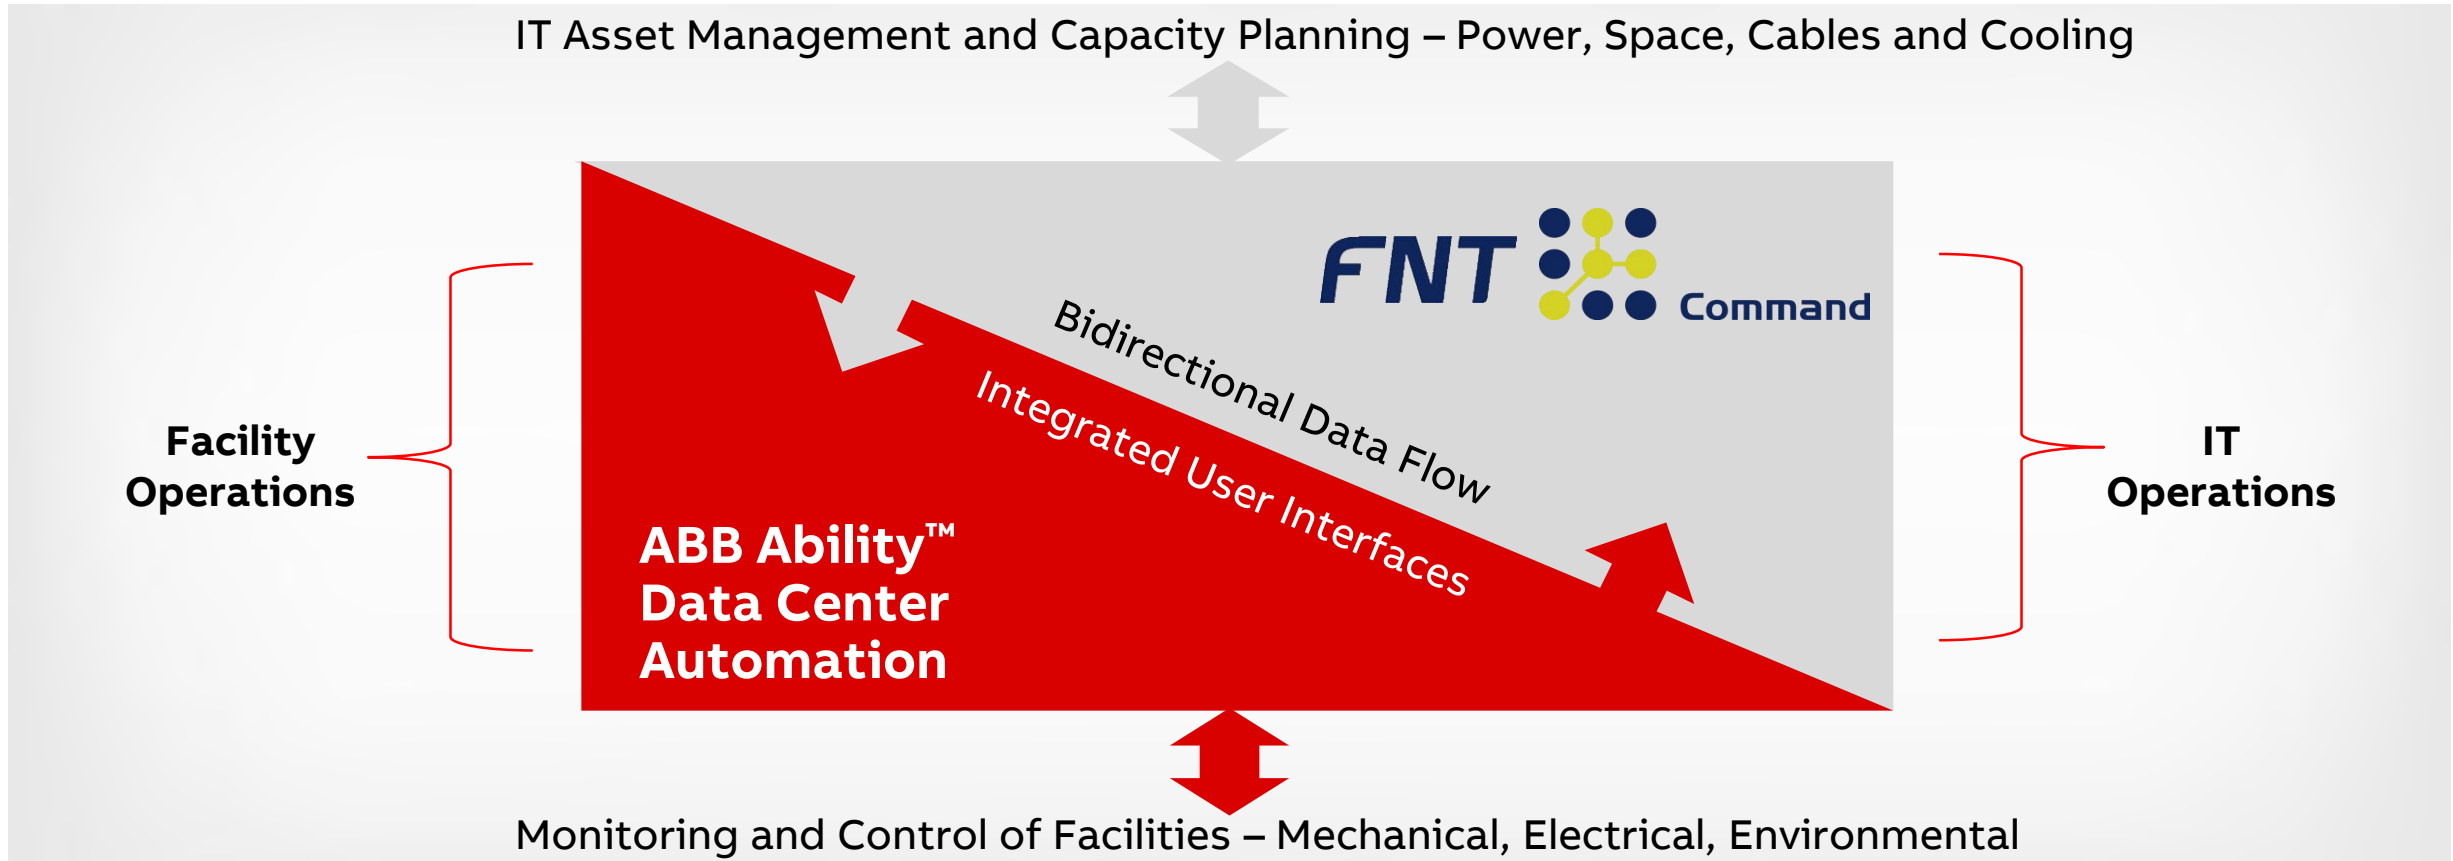 IT Asset Management and Capacity Planning – Power, Space, Cables and Cooling
FNT Command
Bidirectional Data Flow
Integrated User Interfaces
Facility
Operations
IT
Operations
ABB Ability™
Data Center
Automation
Monitoring and Control of Facilities – Mechanical, Electrical, Environmental